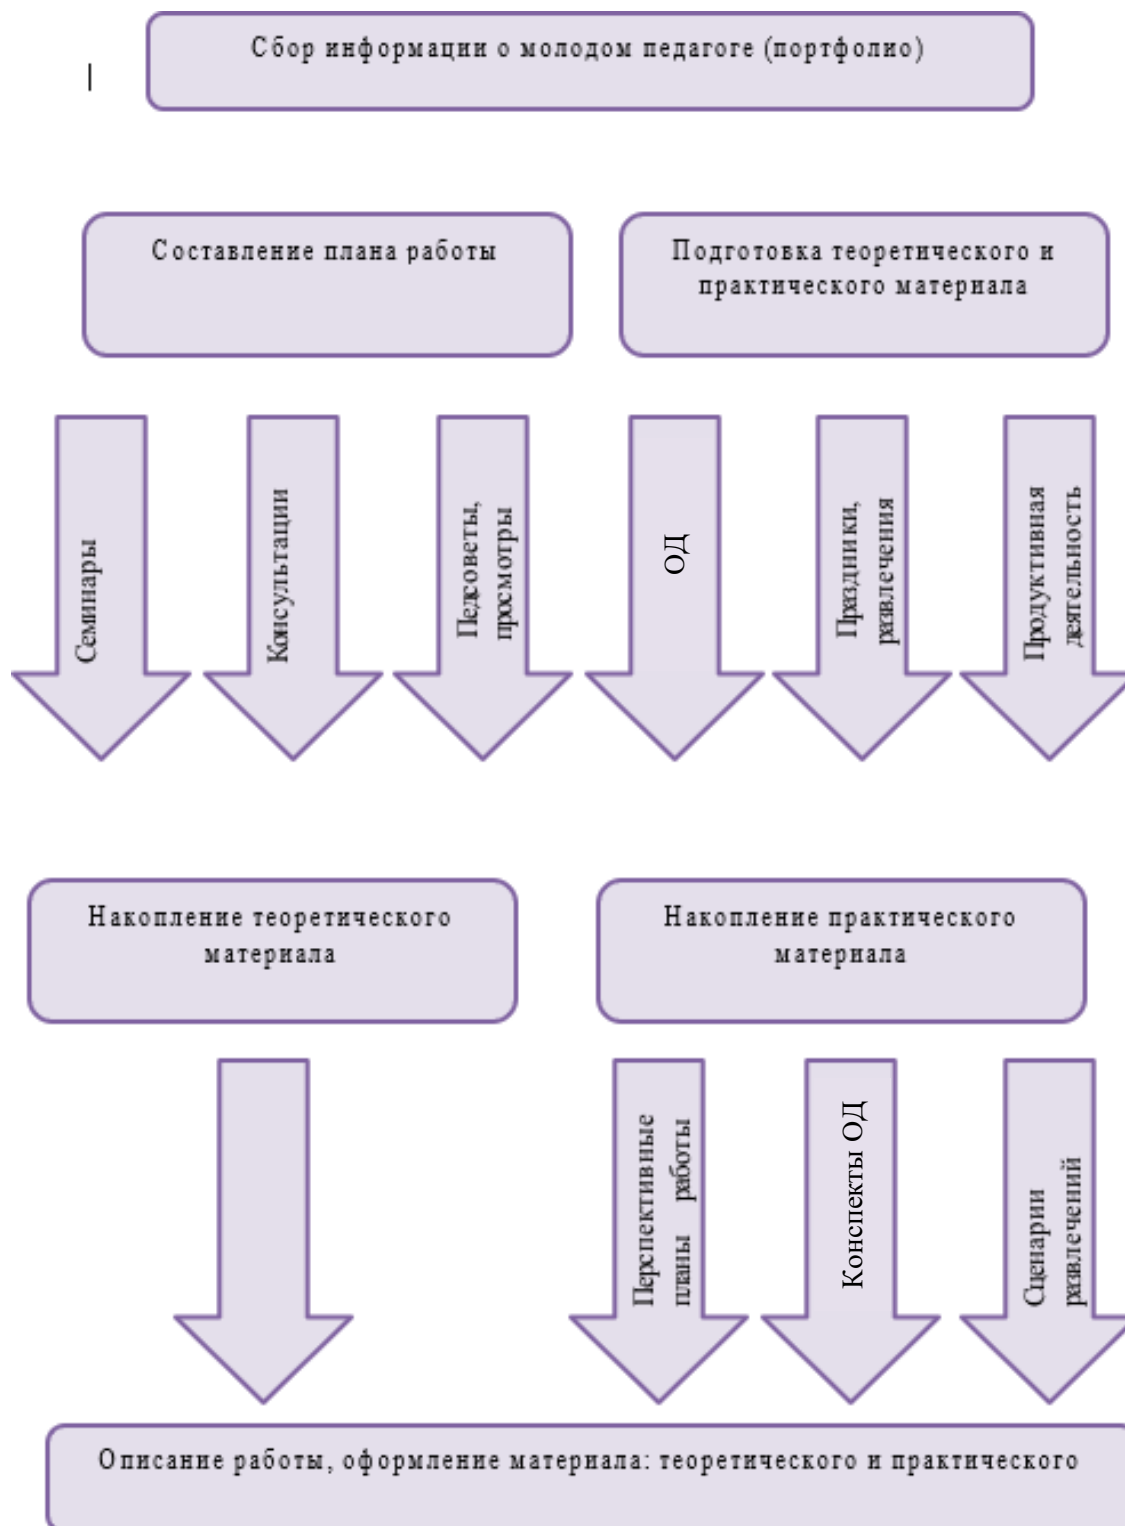 Сбор информации о молодом педагоге (портфолио)
Составление плана работы
Подготовка теоретического и
практического материала
Семинары
Консультации
Педсоветы,
просмотры
ОД
Праздники,
развлечения
Продуктивная
деятельность
Накопление теоретического
материала
Накопление практического
материала
Перспективные
планы работы
Конспекты ОД
Сценарии
развлечений
Описание работы, оформление материала: теоретического и практического